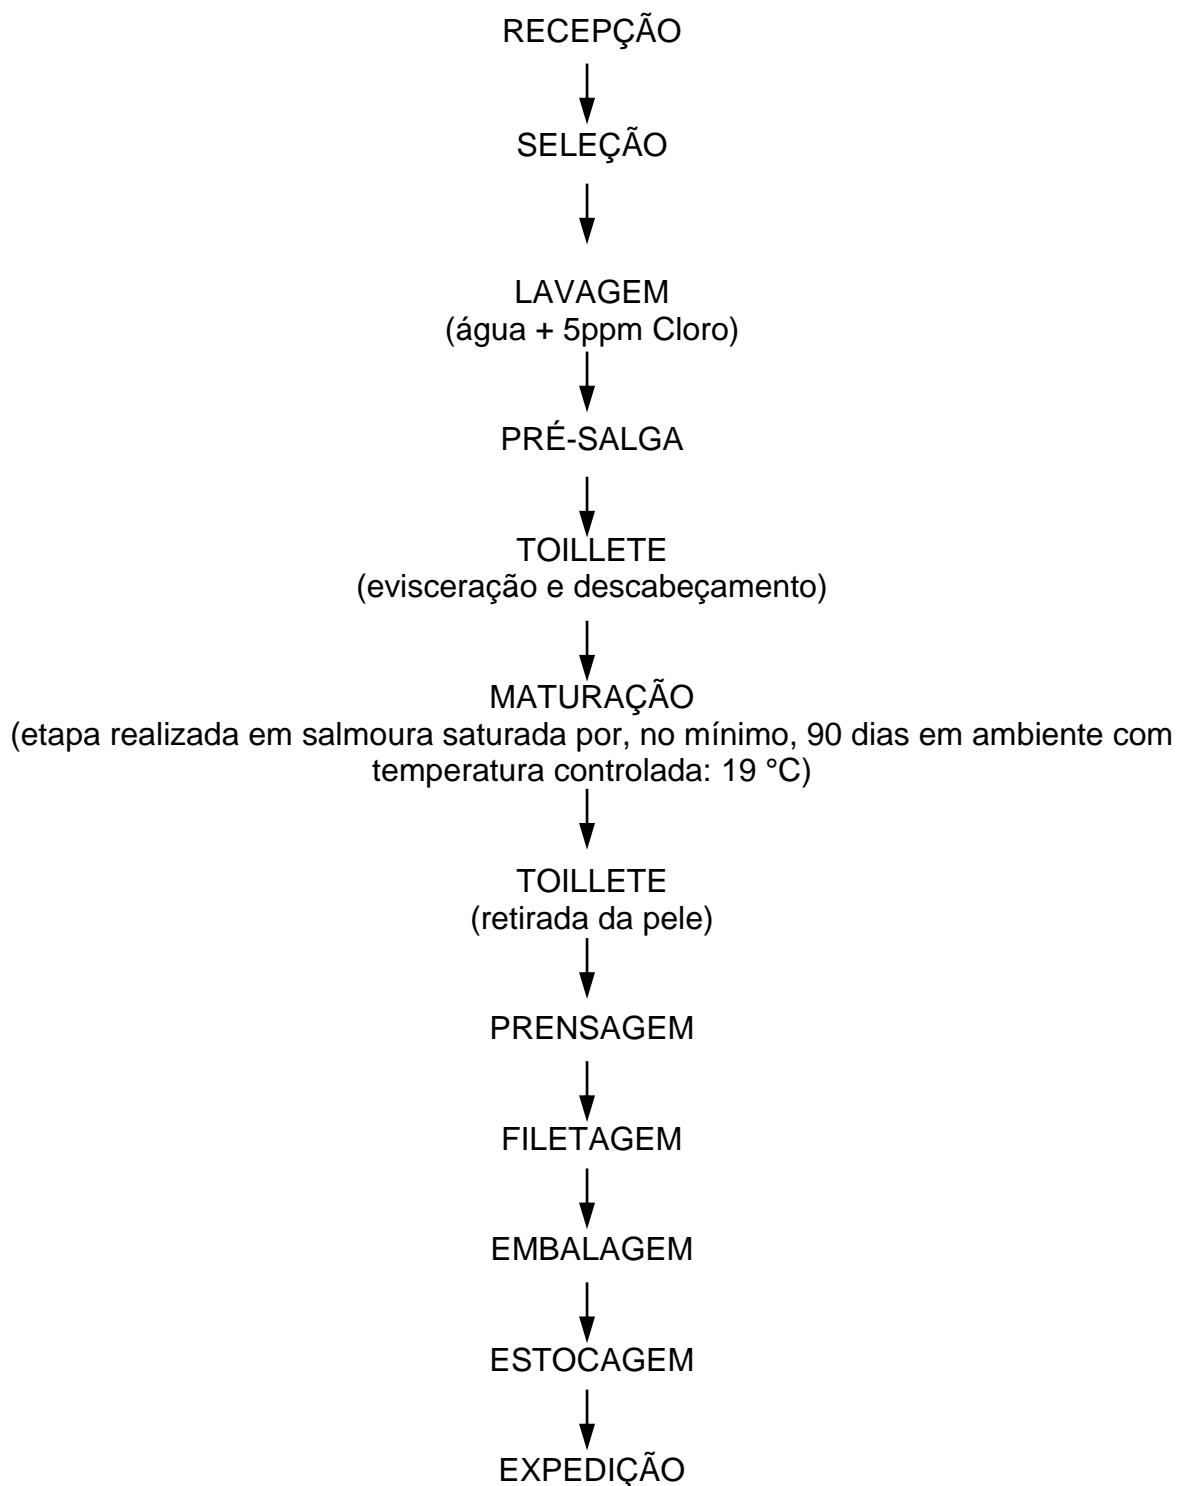 RECEPÇÃO
SELEÇÃO
LAVAGEM
(água + 5ppm Cloro)
PRÉ-SALGA
TOILLETE
(evisceração e descabeçamento)
MATURAÇÃO
(etapa realizada em salmoura saturada por, no mínimo, 90 dias em ambiente com
temperatura controlada: 19 °C)
TOILLETE
(retirada da pele)
PRENSAGEM
FILETAGEM
EMBALAGEM
ESTOCAGEM
EXPEDIÇÃO